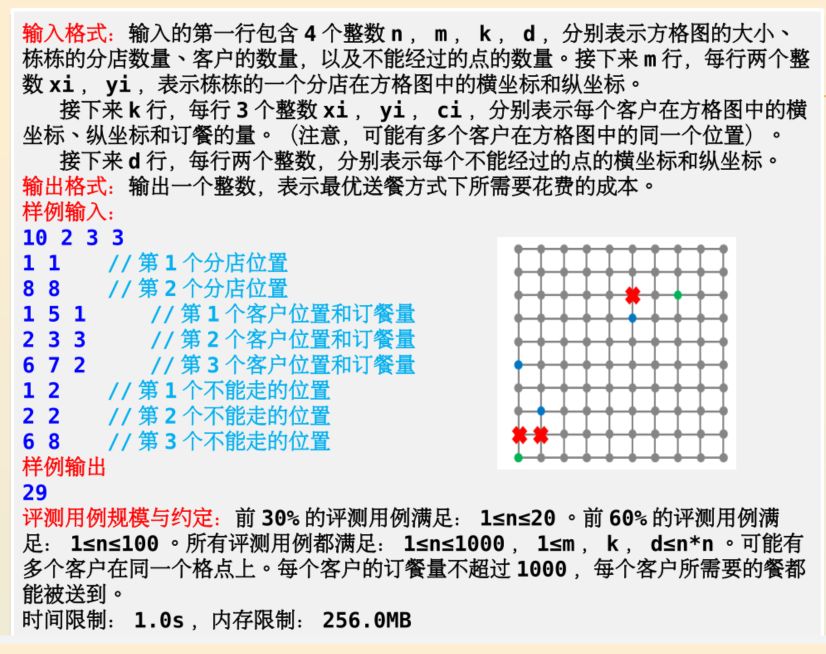 输入格式：输入的第一行包含 4 个整数 n , m , k , d ，分别表示方格图的大小、
栋栋的分店数量、客户的数量，以及不能经过的点的数量。接下来 m 行，每行两个整
数 xi , yi ，表示栋栋的一个分店在方格图中的横坐标和纵坐标。
接下来 k 行，每行 3 个整数 xi , yi , ci ，分别表示每个客户在方格图中的横
坐标、纵坐标和订餐的量。（注意，可能有多个客户在方格图中的同一个位置）。
接下来 d 行，每行两个整数，分别表示每个不能经过的点的横坐标和纵坐标。
输出格式：输出一个整数，表示最优送餐方式下所需要花费的成本。
样例输入：
10 2 3 3
1 1 //第 1 个分店位置
8 8 //第 2 个分店位置
1 5 1 //第 1 个客户位置和订餐量
2 3 3 //第 2 个客户位置和订餐量
6 7 2 //第 3 个客户位置和订餐量
1 2 //第 1 个不能走的位置
2 2 //第 2 个不能走的位置
6 8 //第 3 个不能走的位置
样例输出
29
评测用例规模与约定：前 30% 的评测用例满足： 1≤n≤20 。前 60% 的评测用例满
足： 1≤n≤100 。所有评测用例都满足： 1≤n≤1000 , 1≤m , k , d≤n*n 。可能有
多个客户在同一个格点上。每个客户的订餐量不超过 1000 ，每个客户所需要的餐都
能被送到。
时间限制： 1.0s ，内存限制： 256.0MB